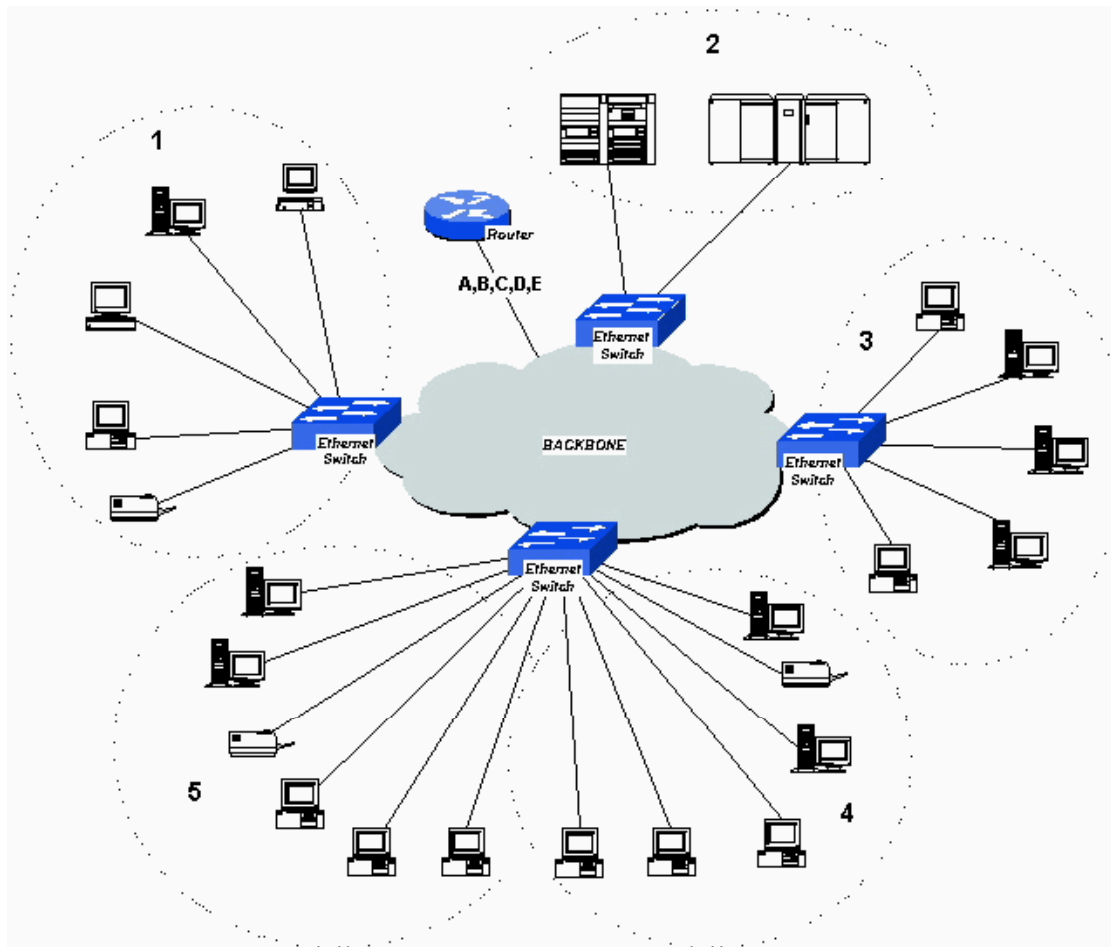 2
1
Router
A,B,C,D,E
Ethernet
Switch
3
Ethernet
Switch
BACKBONE
Ethernet
Switch
Ethernet
Switch
5
4